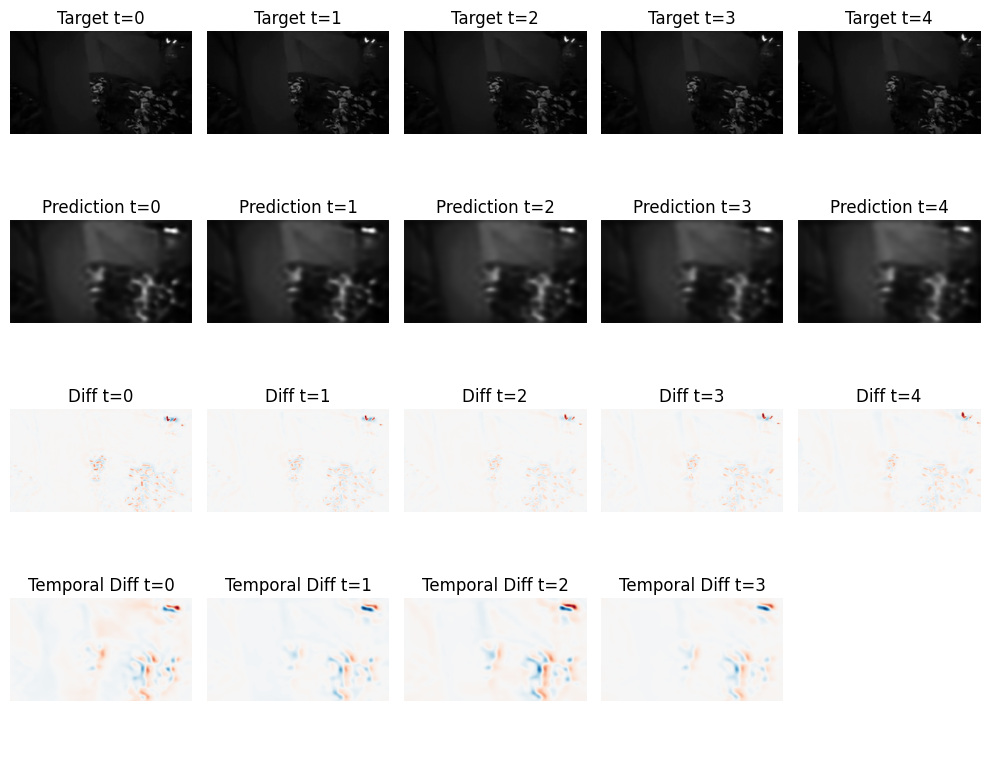 Target t=0 Target t=1 Target t=2 Target t=3 Target t=4
Prediction t=0 Prediction t=1 Prediction t=2 Prediction t=3 Prediction t=4
Diff t=0 Diff t=1 Diff t=2 Diff t=3 Diff t=4
Temporal Diff t=0 Temporal Diff t=1 Temporal Diff t=2 Temporal Diff t=3